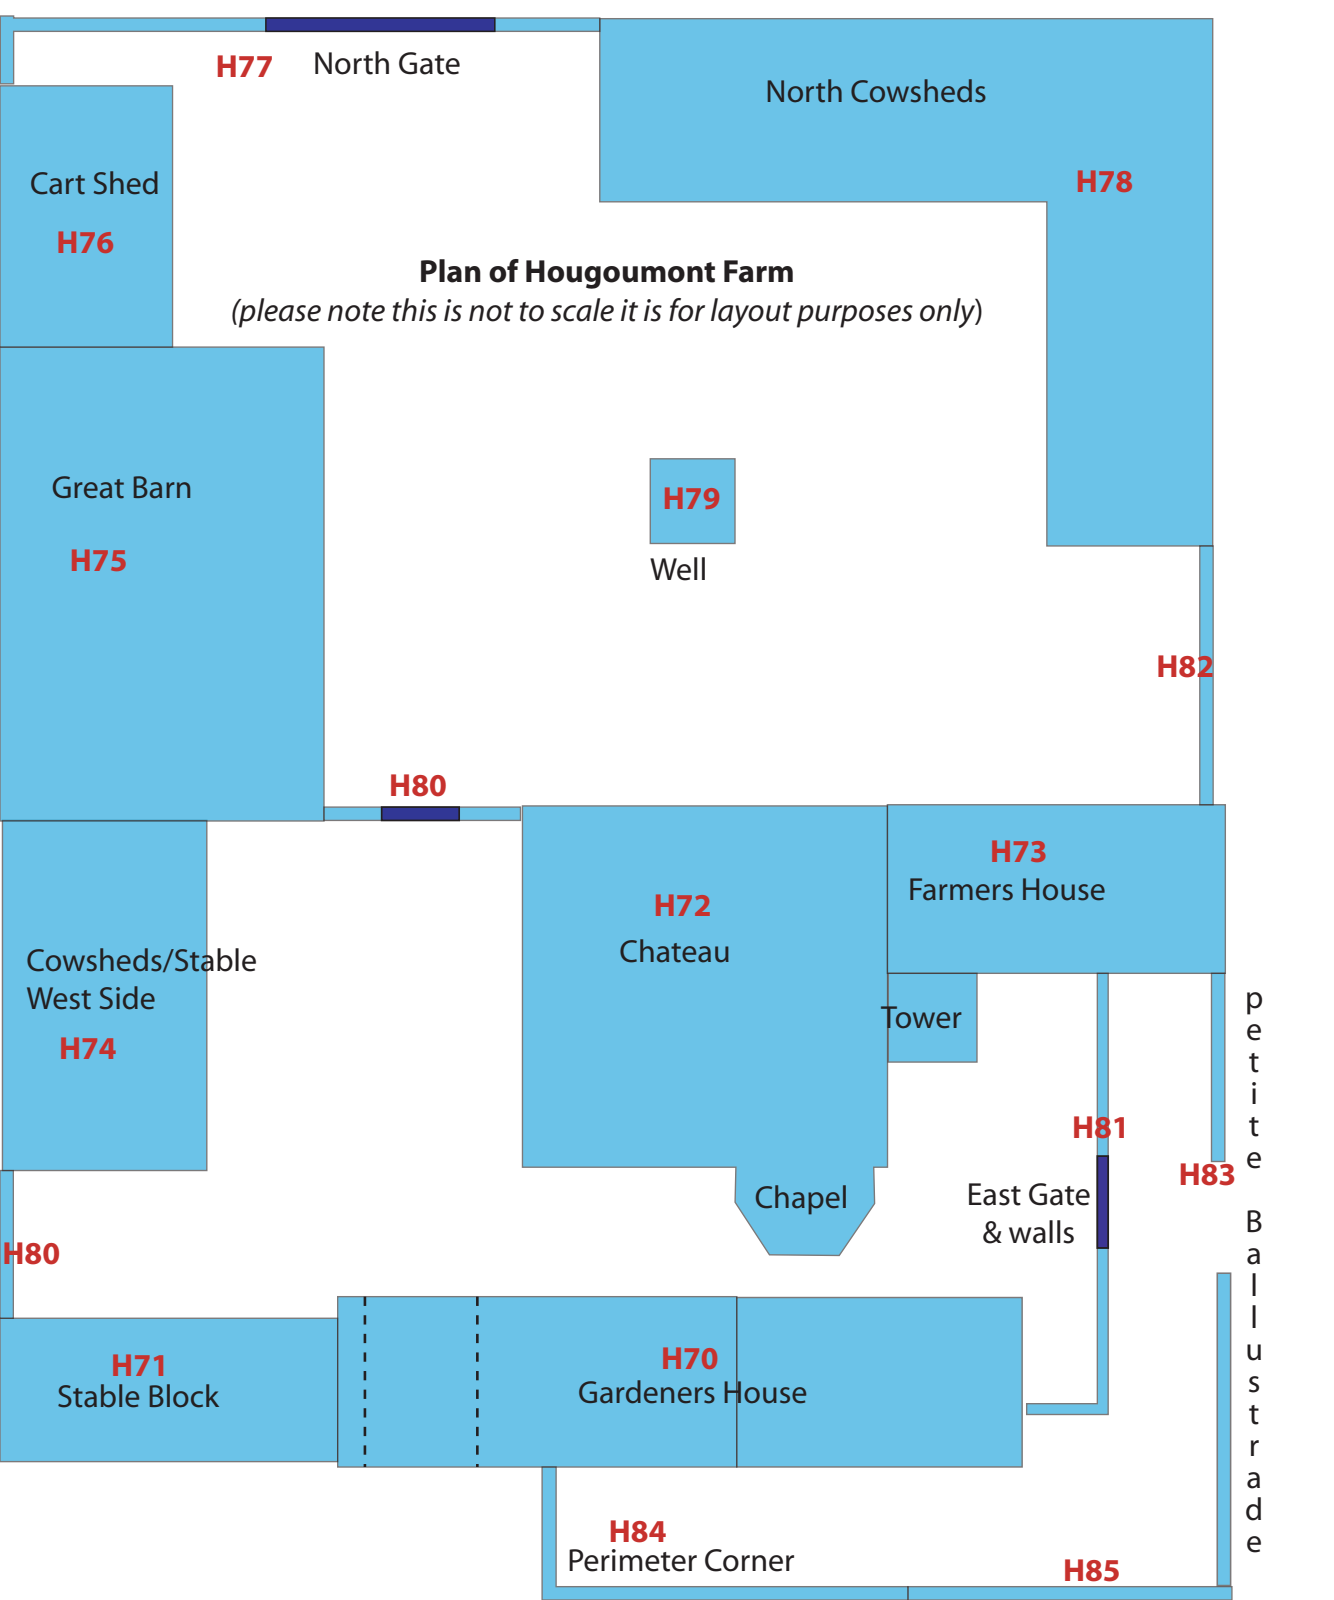 H77 North Gate
North Cowsheds
H78
Cart Shed
H76
Plan of Hougoumont Farm
(please note this is not to scale it is for layout purposes only)
Great Barn
H75
H79
Well
H82
H80
H73
Farmers House
H72
Chateau
Cowsheds/Stable
West Side
H74
Tower
petite Ballustrade
H81
H83
East Gate
& walls
Chapel
H80
H71
Stable Block
H70
Gardeners House
H84
Perimeter Corner
H85